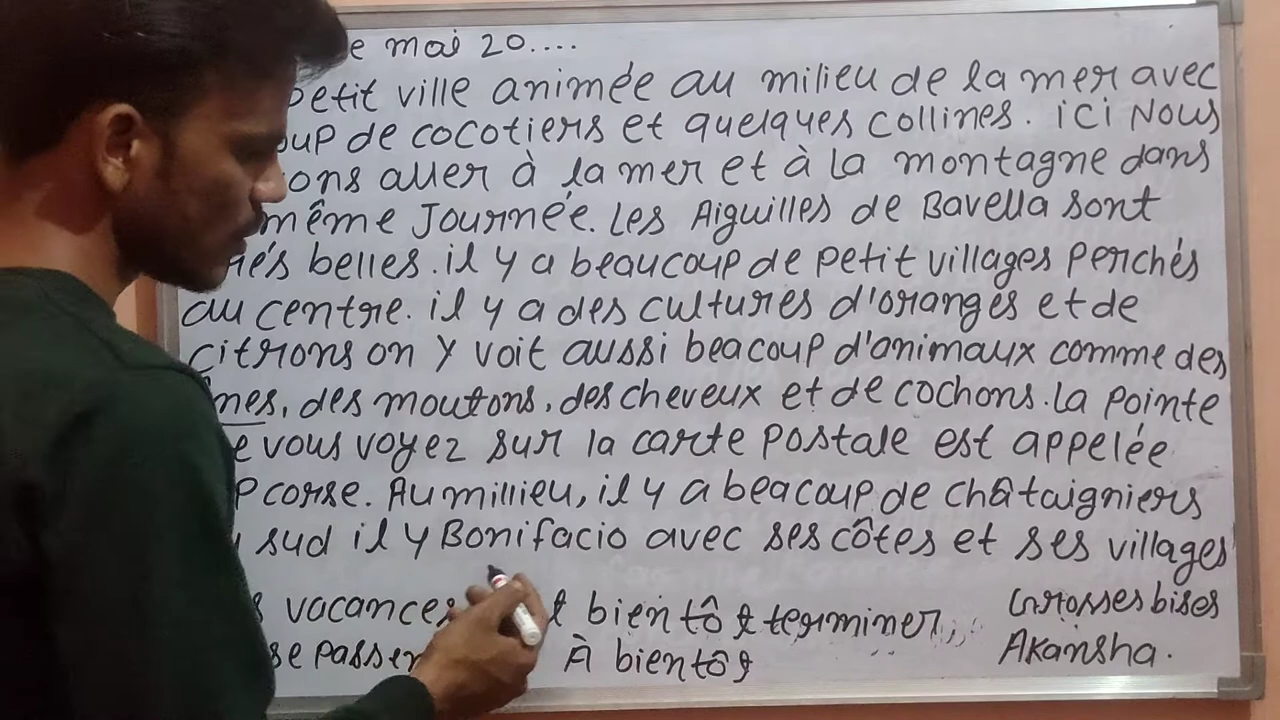 e mai 20....
petit ville animée au milieu de la mer avec
oup de cocotiers et quelques collines. ici Nous
ons aller à la mer et à la montagne dans
même Journée. Les Aiguilles de Bavella sont
rés belles. il y a beaucoup de petit villages perchés
au centre. il y a des cultures d'oranges et de
citrons on y voit aussi beacoup d'animaux comme des
nes, des moutons, des cheveux et de cochons. La pointe
e vous voyez sur la carte postale est appelée
p corse. Au millieu, il y a beacoup de châtaigniers
sud il y Bonifacio avec ses côtes et ses villages
s vacances t bientôt terminer, Grosses bises
se passer À bientôt Akansha.